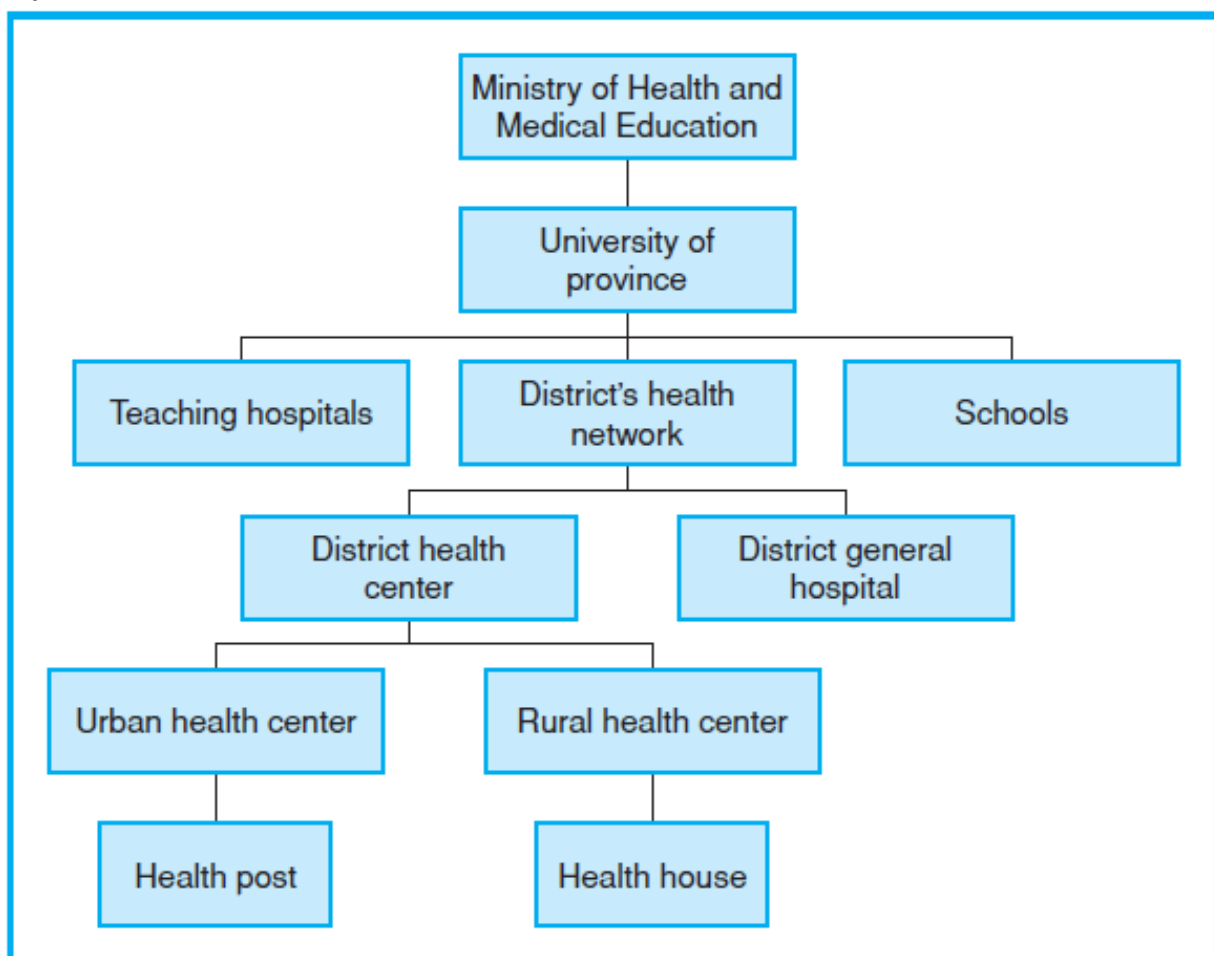 Ministry of Health and
Medical Education
University of
province
Teaching hospitals
District's health
network
Schools
District health
center
District general
hospital
Urban health center
Rural health center
Health post
Health house